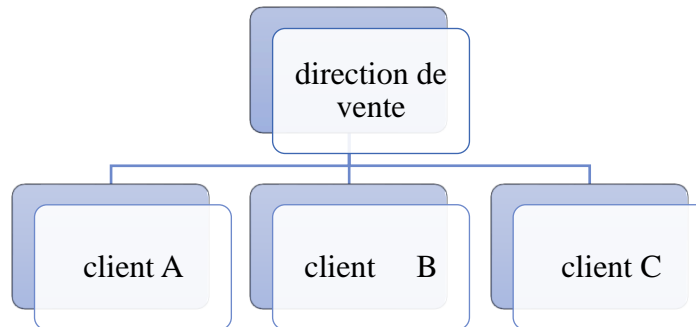 direction de
vente
client A
client B
client C